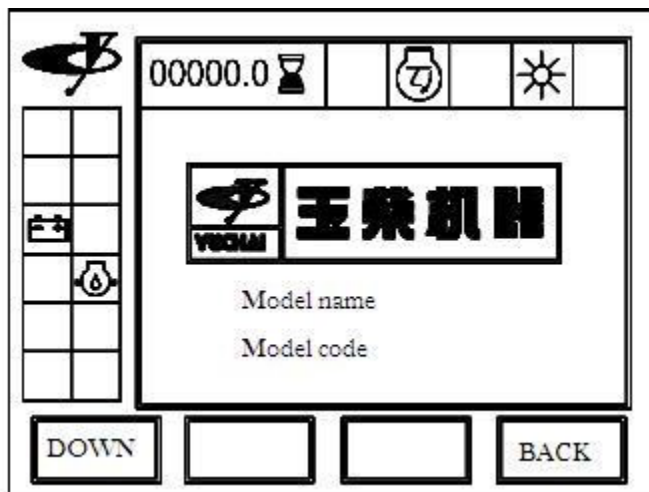 00000.0
YUCHAI
玉柴机器
Model name
Model code
DOWN
BACK